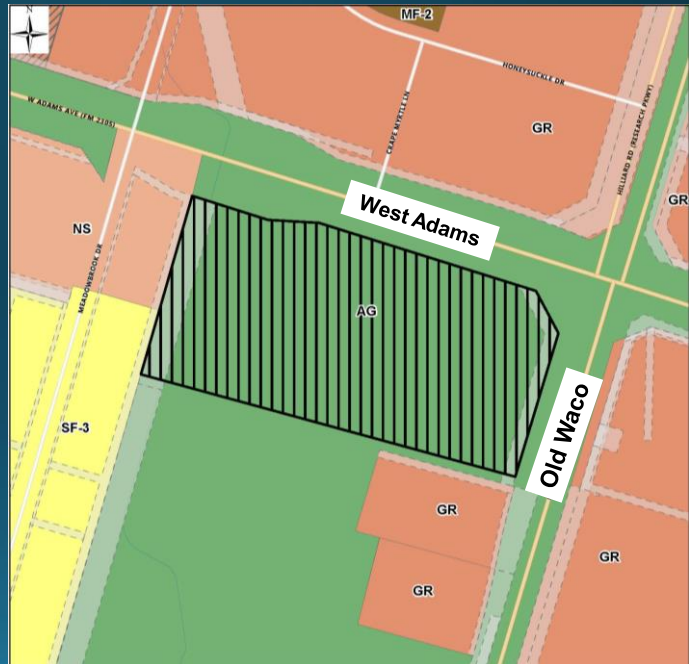 MF-2
N
HONEYSUCKLE DR
W ADAMS AVE (FM 2305)
CRAPE MYRTLE LN
HILLIARD RD (RESEARCH PKWY)
GR
GR
West Adams
NS
MEADOWBROOK DR
AG
SF-3
Old Waco
GR
GR
GR